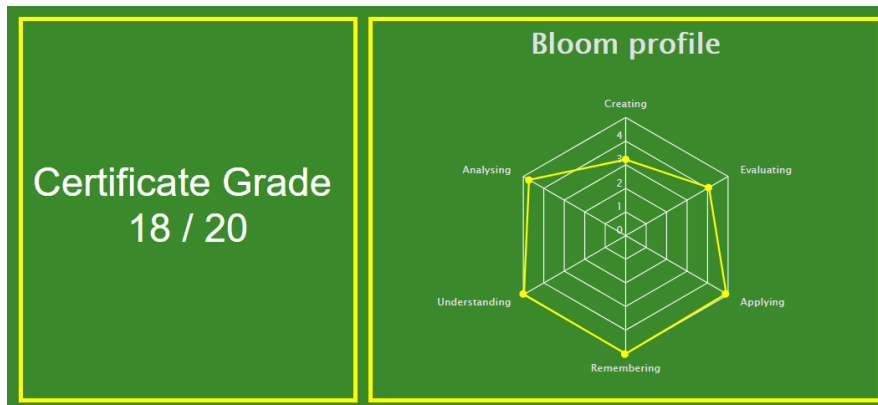 Certificate Grade
18 / 20
Bloom profile
Creating
Evaluating
Applying
Remembering
Understanding
Analysing
4
3
2
1
0